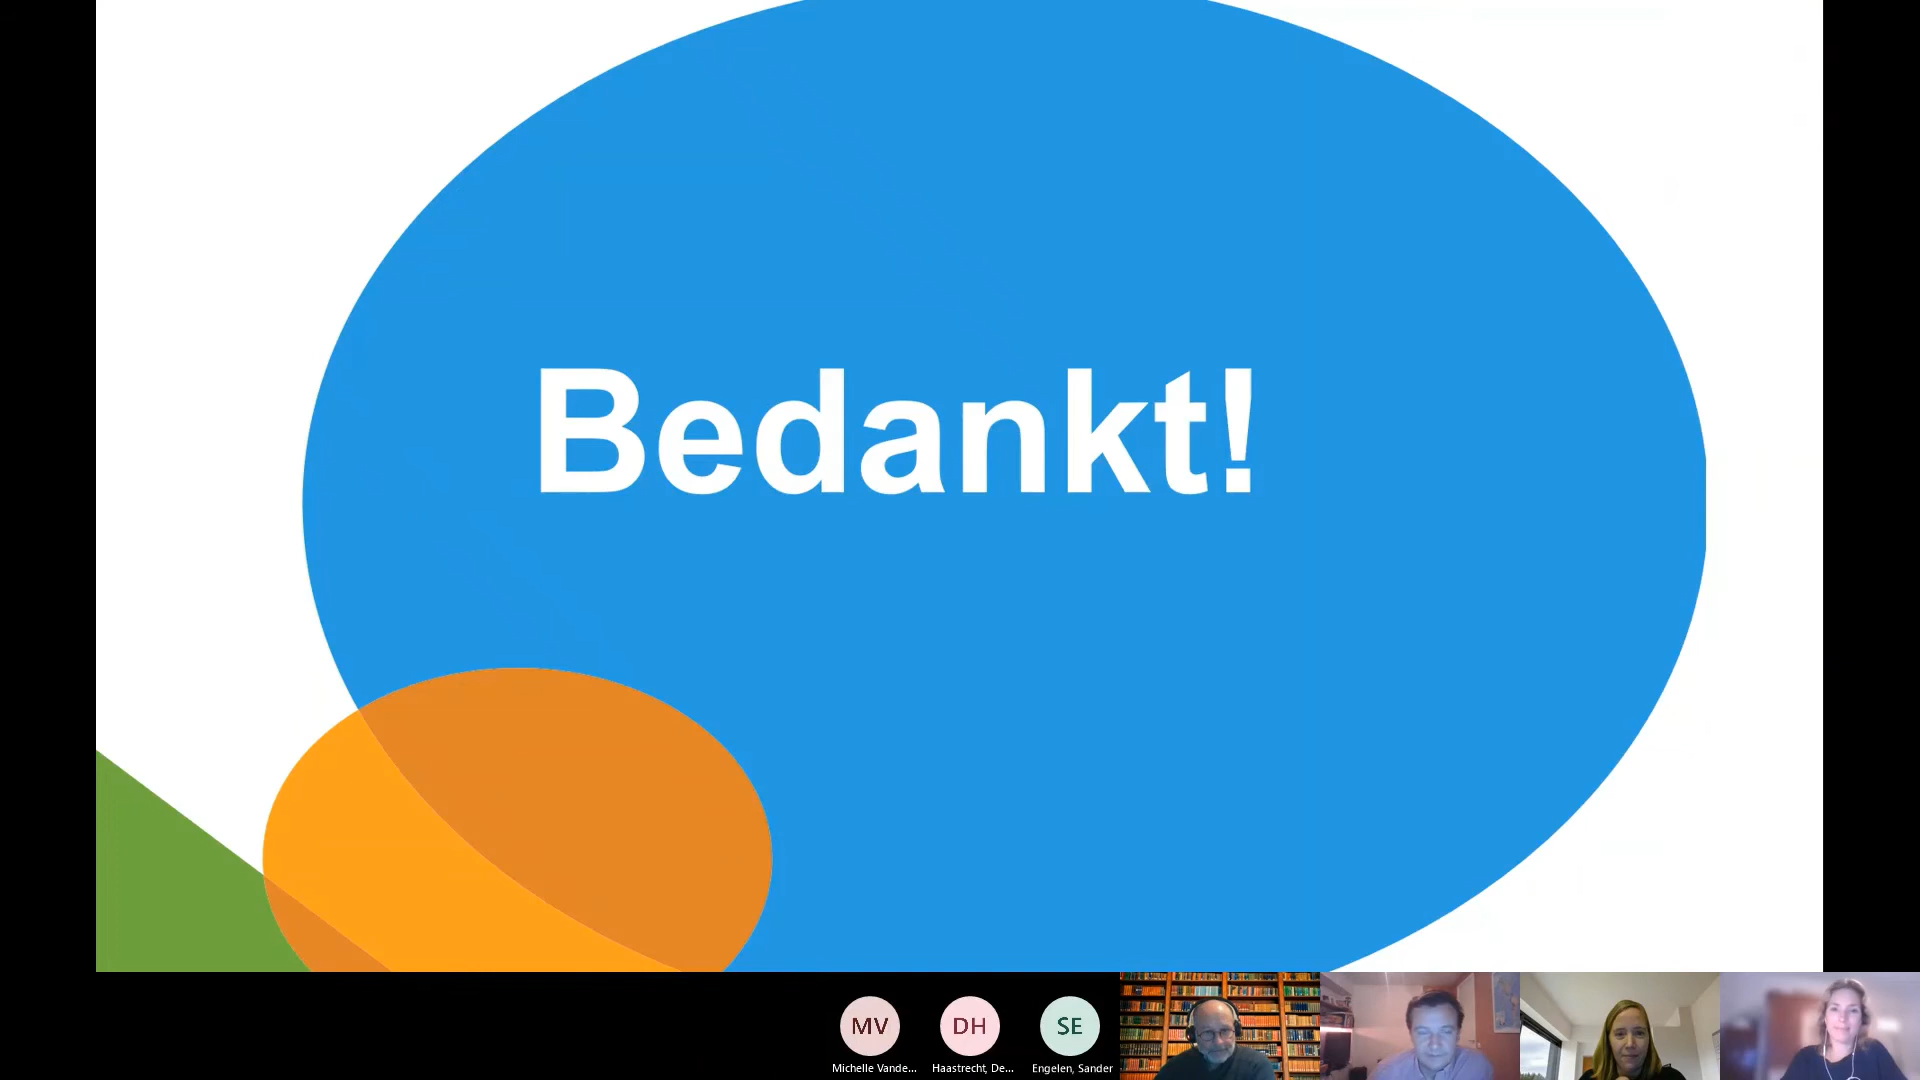 Bedankt!
MV
DH
SE
Michelle Vande...
Haastrecht, De...
Engelen, Sander